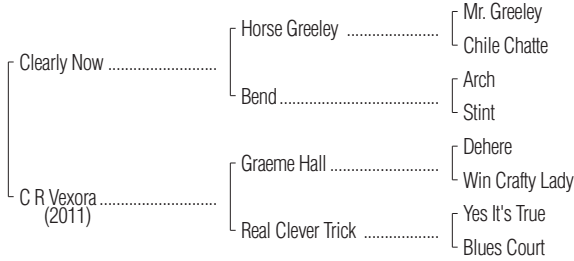 Mr. Greeley
Horse Greeley ....................
Chile Chatte
Clearly Now ........................
Arch
Bend...................................
Stint
Dehere
Graeme Hall ........................
Win Crafty Lady
C R Vexora..........................
(2011)
Yes It's True
Real Clever Trick ................
Blues Court